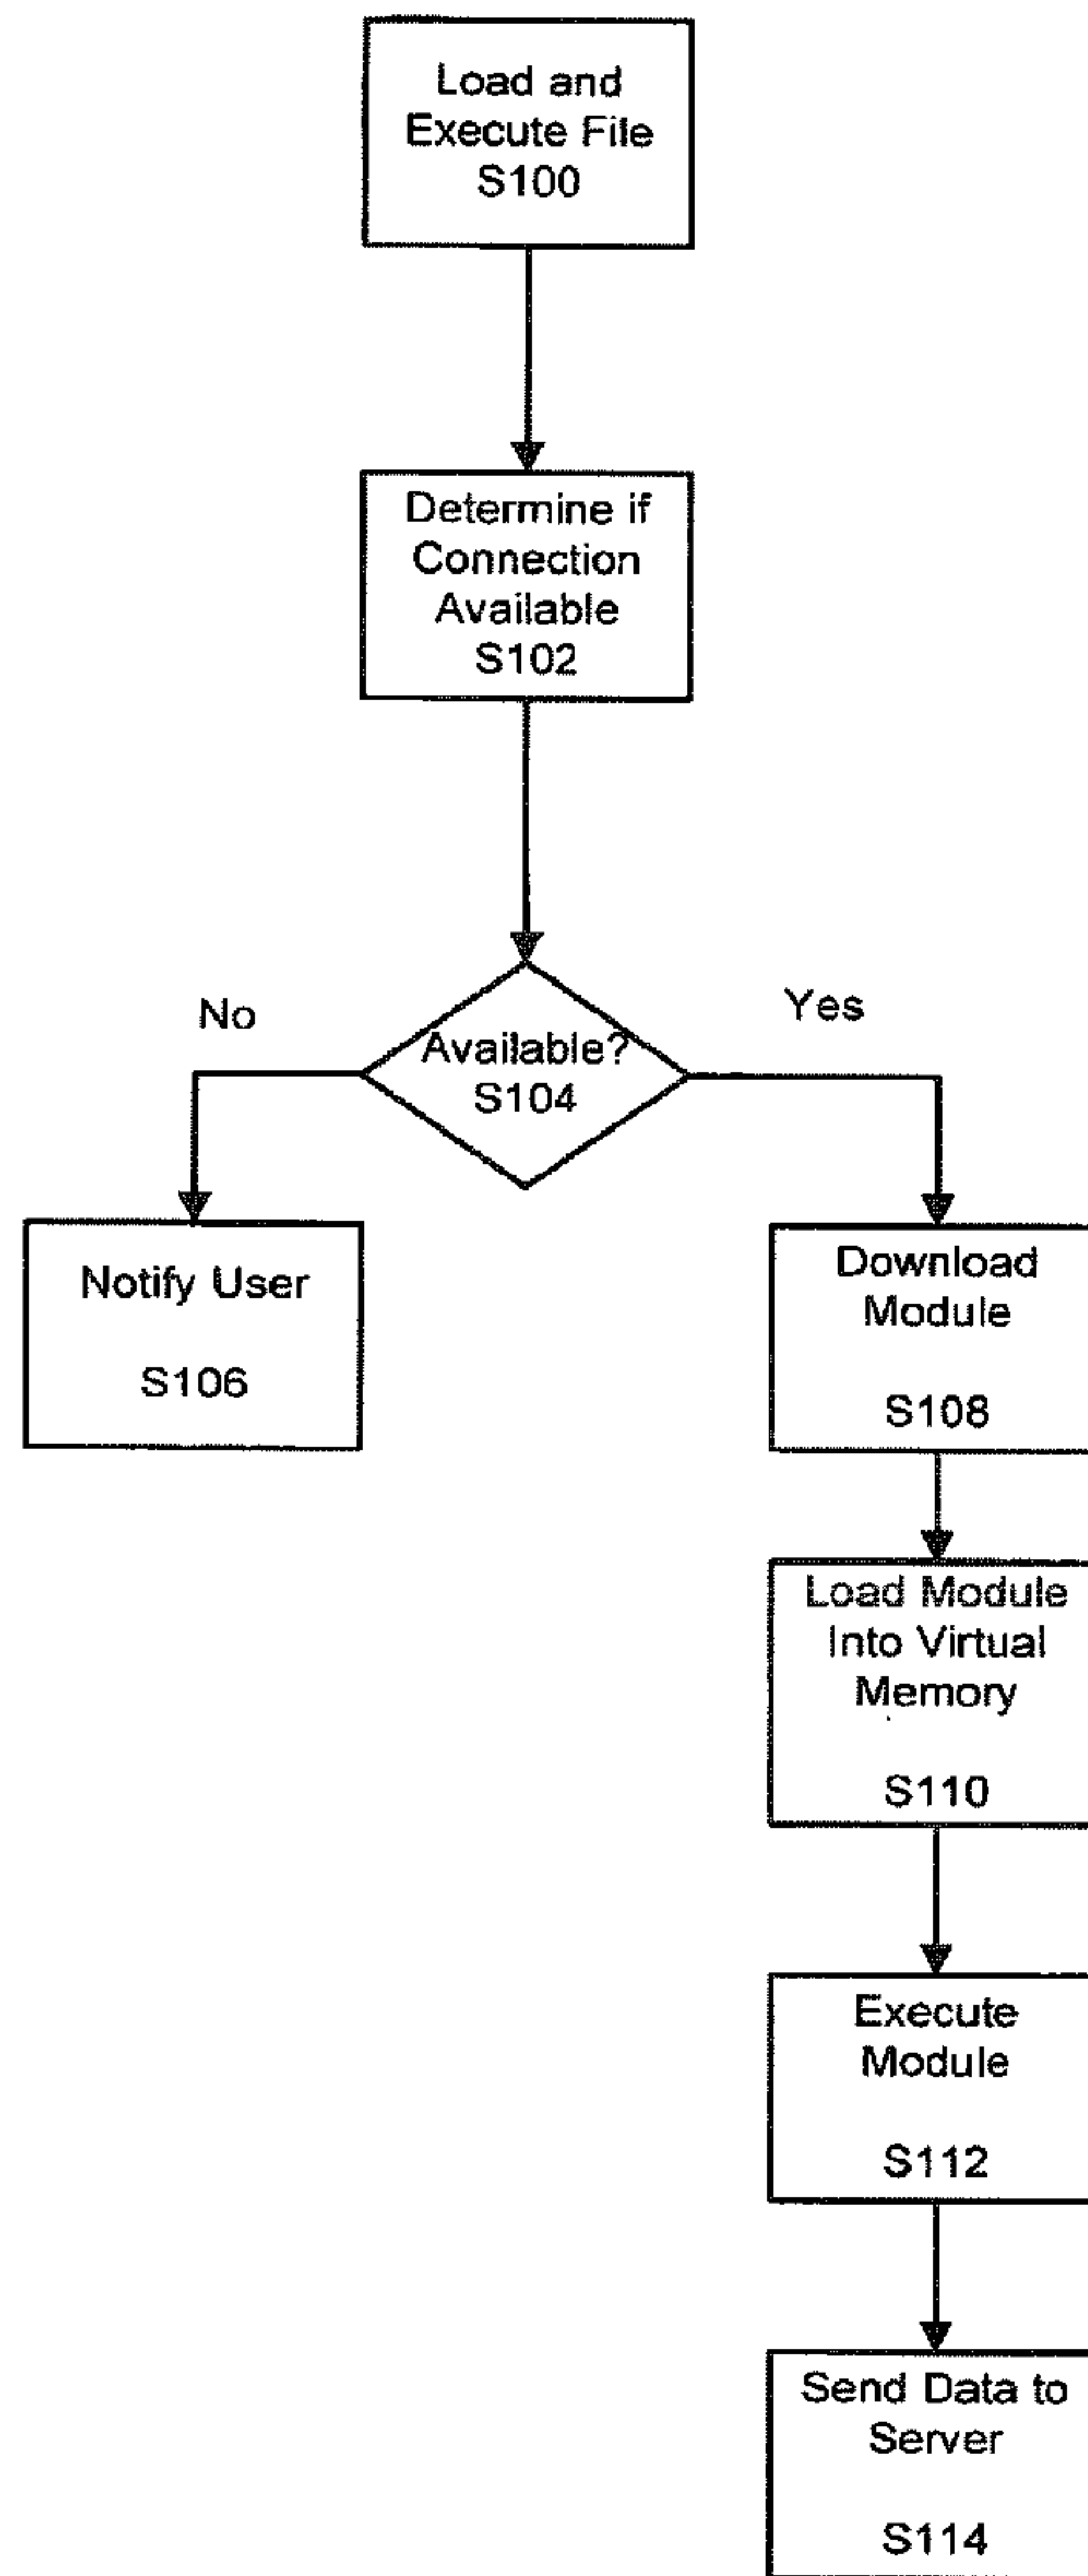 Load and
Execute File
S100
Determine if
Connection
Available
S102
No
Yes
Available?
S104
Notify User
S106
Download
Module
S108
Load Module
Into Virtual
Memory
S110
Execute
Module
S112
Send Data to
Server
S114